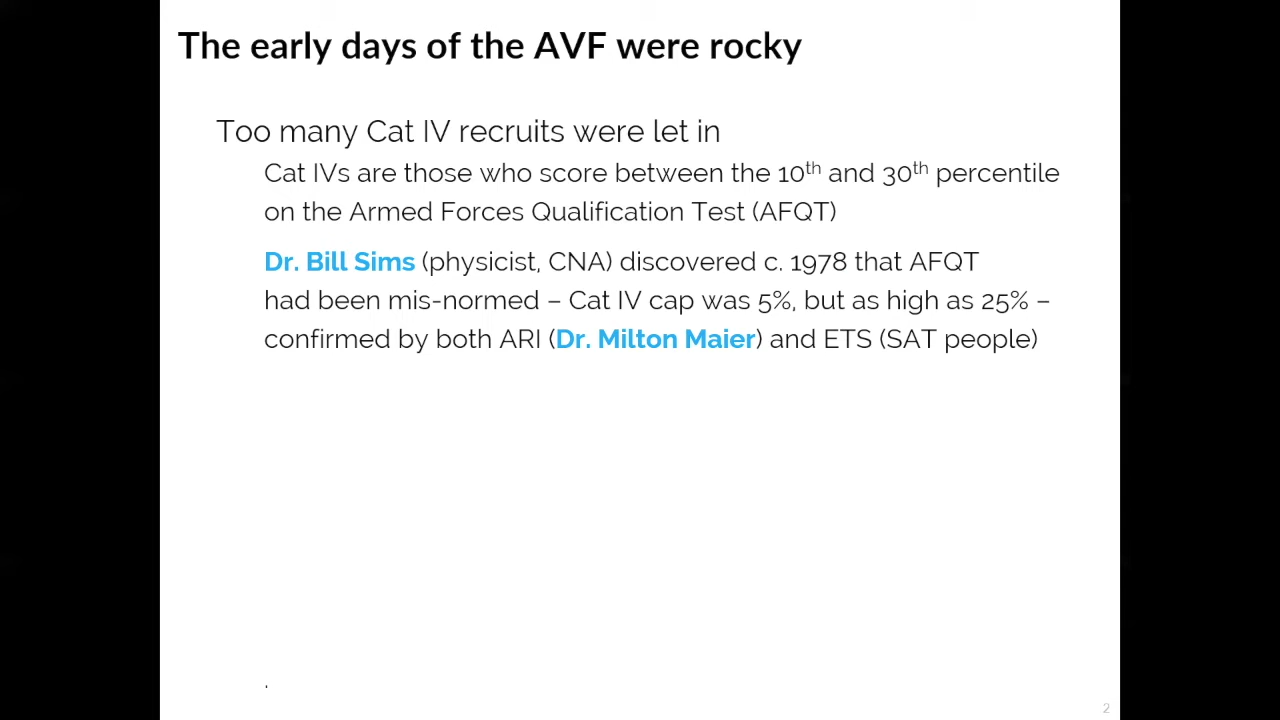 The early days of the AVF were rocky
Too many Cat IV recruits were let in
Cat IVs are those who score between the 10th and 30th percentile
on the Armed Forces Qualification Test (AFQT)
Dr. Bill Sims (physicist, CNA) discovered c. 1978 that AFQT
had been mis-normed – Cat IV cap was 5%, but as high as 25% –
confirmed by both ARI (Dr. Milton Maier) and ETS (SAT people)
.
2